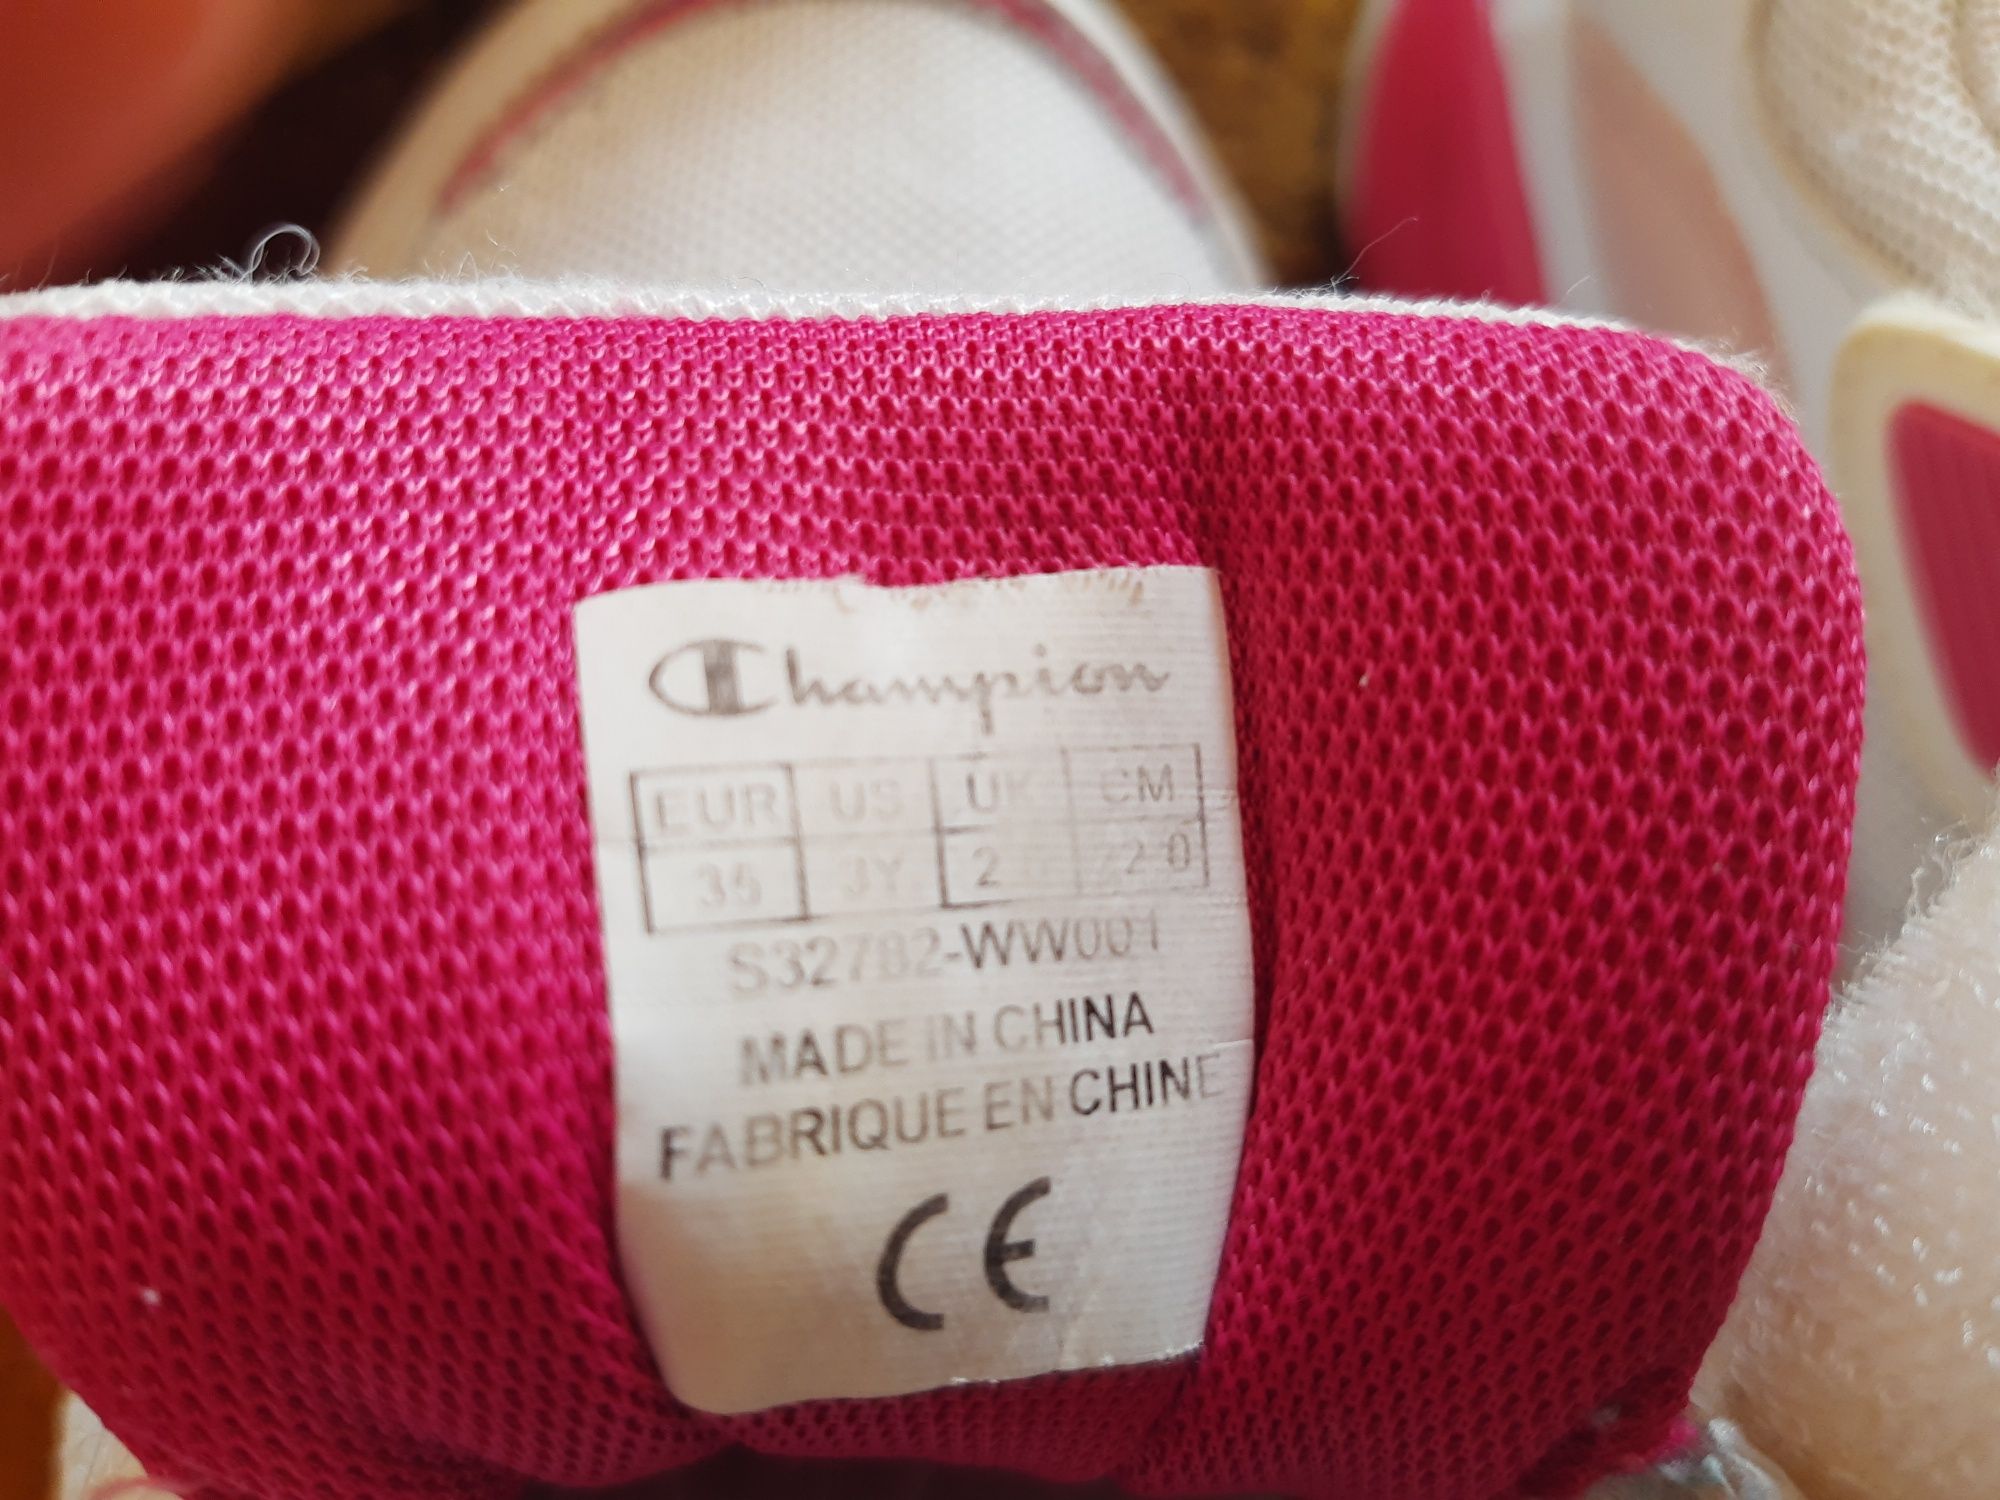 Champion
EUR US UK CM
35 3Y 2 22.0
S32782-WW001
MADE IN CHINA
FABRIQUE EN CHINE
CE